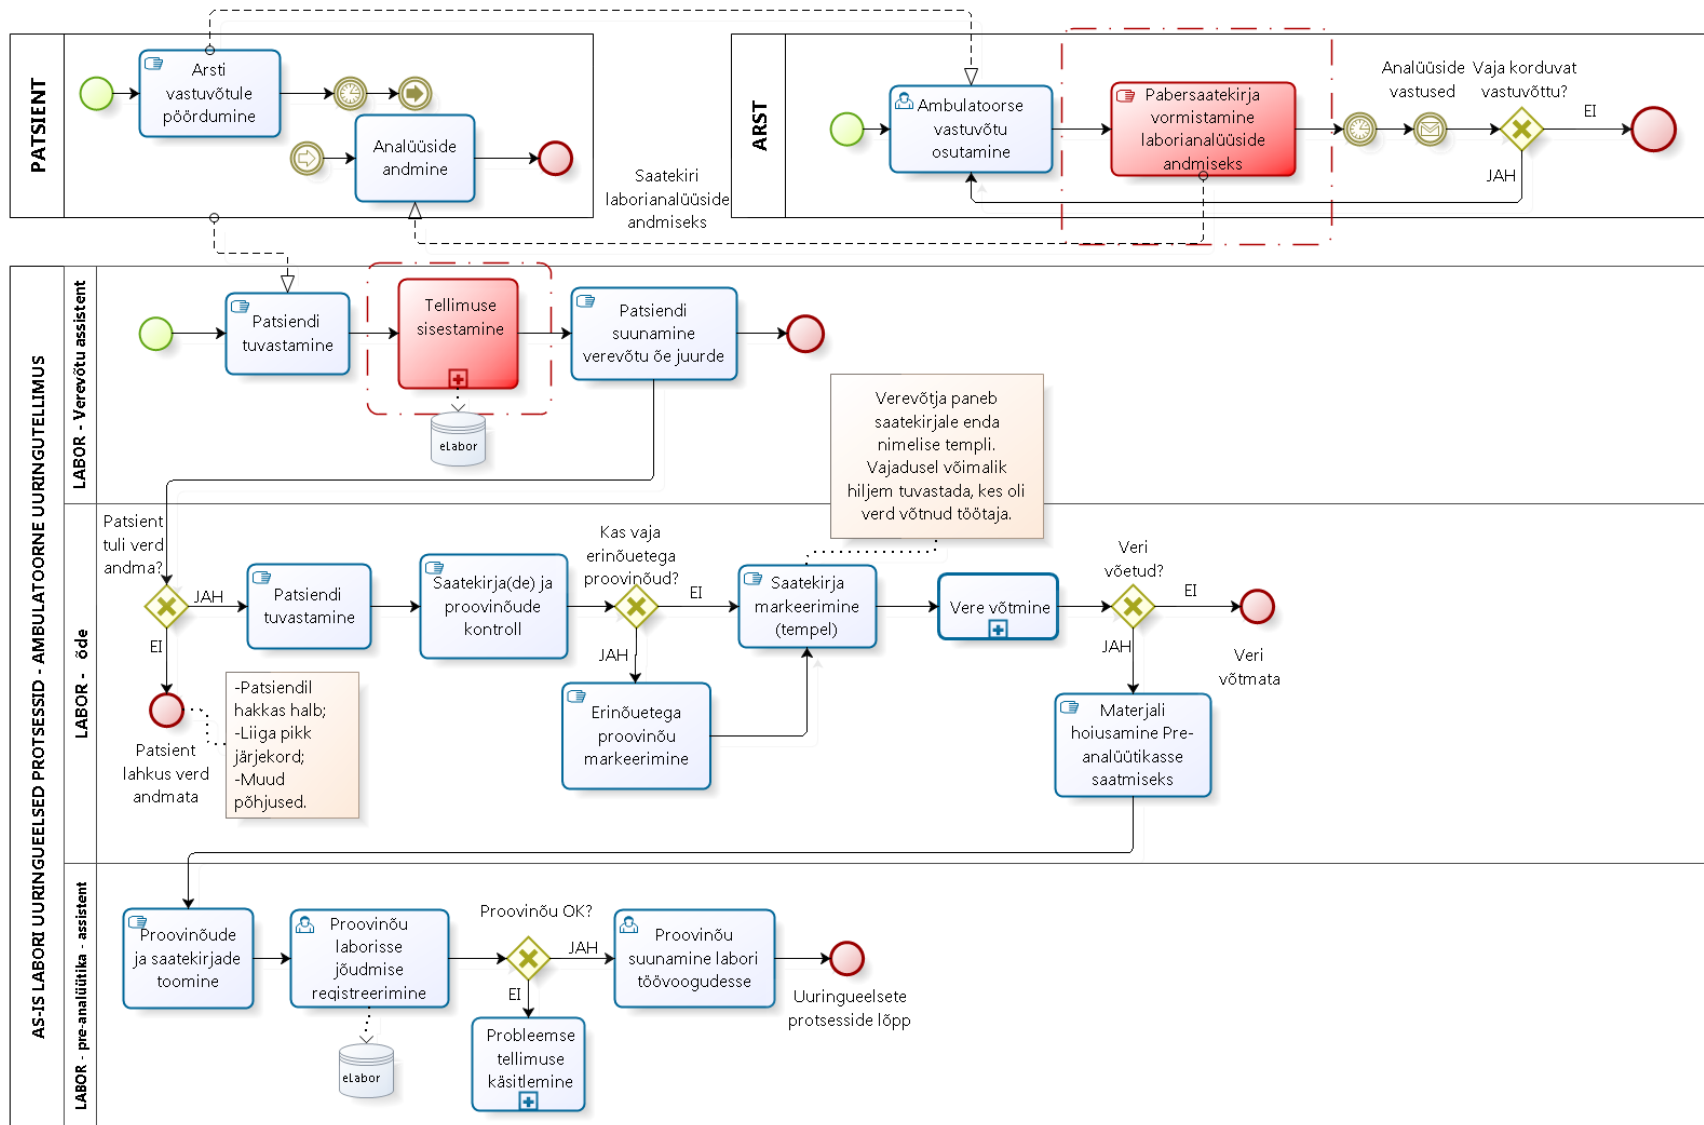 PATSIENT
Arsti
vastuvõtule
pöördumine
Analüüside
andmine
Saatekiri
laborianalüüside
andmiseks
ARST
Ambulatoorse
vastuvõtu
osutamine
Pabersaatekirja
vormistamine
laborianalüüside
andmiseks
Analüüside
vastused
Vaja korduvat
vastuvõttu?
EI
JAH
AS-IS LABORI UURINGUEELSED PROTSESSID - AMBULATOORNE UURINGUTELLIMUS
LABOR - Verevõtu assistent
Patsiendi
tuvastamine
Tellimuse
sisestamine
eLabor
Patsiendi
suunamine
verevõtu õe juurde
Verevõtja paneb
saatekirjale enda
nimelise templi.
Vajadusel võimalik
hiljem tuvastada, kes oli
verd võtnud töötaja.
LABOR - õde
Patsient
tuli verd
andma?
JAH
EI
Patsient
lahkus verd
andmata
-Patsiendil
hakkas halb;
-Liiga pikk
järjekord;
-Muud
põhjused.
Patsiendi
tuvastamine
Saatekirja(de) ja
proovinõude
kontroll
Kas vaja
erinõuetega
proovinõud?
EI
JAH
Erinõuetega
proovinõu
markeerimine
Saatekirja
markeerimine
(tempel)
Vere võtmine
Veri
võetud?
EI
Veri
võtmata
JAH
Materjali
hoiusamine Pre-
analüütikasse
saatmiseks
LABOR - pre-analüütika - assistent
Proovinõude
ja saatekirjade
toomine
Proovinõu
laborisse
jõudmise
registreerimine
eLabor
Proovinõu OK?
JAH
EI
Probleemse
tellimuse
käsitlemine
Proovinõu
suunamine labori
töövoogudesse
Uuringueelsete
protsesside lõpp